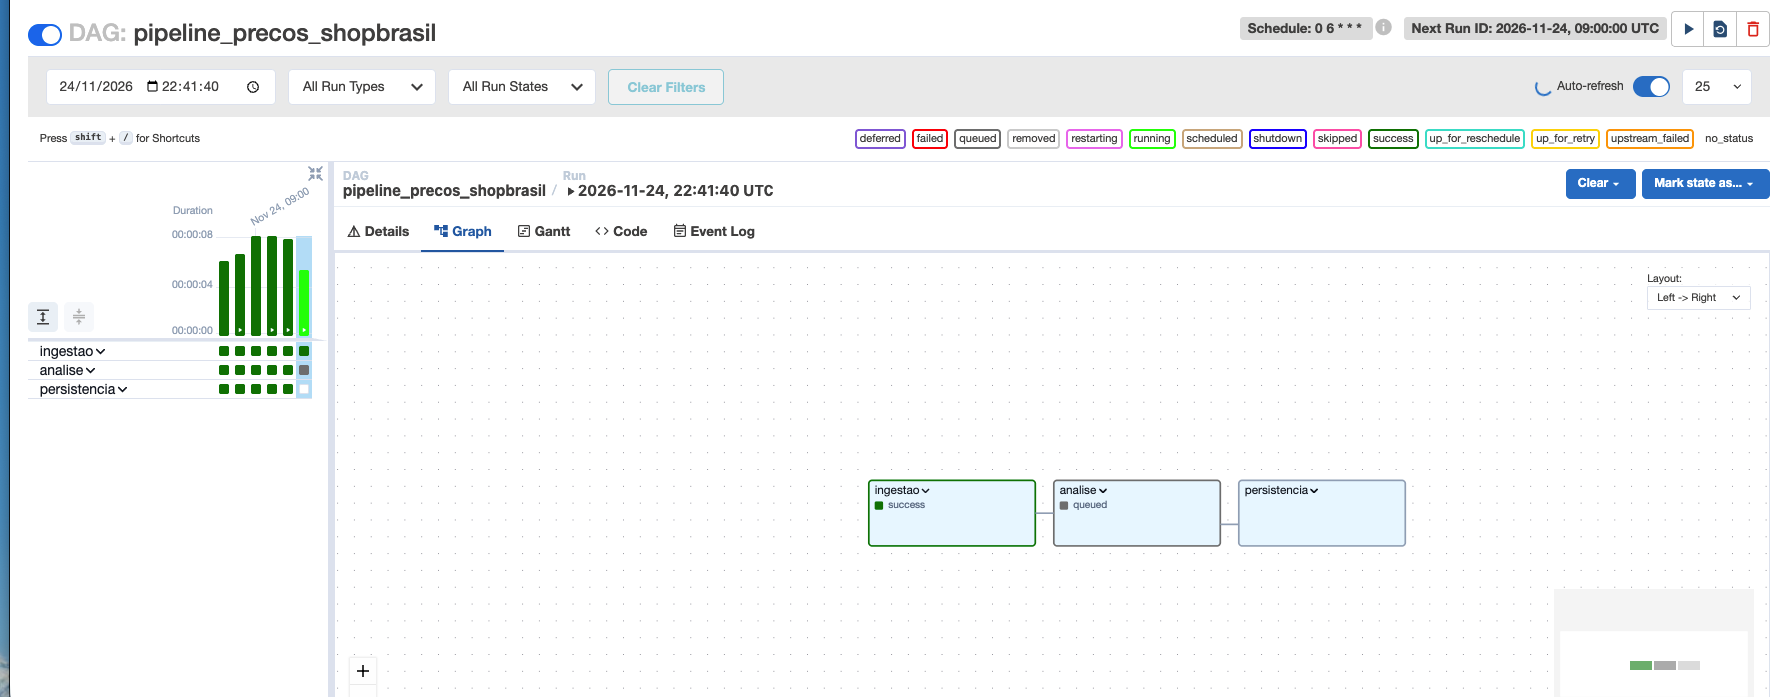 DAG: pipeline_precos_shopbrasil
Schedule: 0 6 * * *
Next Run ID: 2026-11-24, 09:00:00 UTC
24/11/2026 22:41:40
All Run Types
All Run States
Clear Filters
Auto-refresh
25
Press shift + / for Shortcuts
deferred
failed
queued
removed
restarting
running
scheduled
shutdown
skipped
success
up_for_reschedule
up_for_retry
upstream_failed
no_status
DAG
pipeline_precos_shopbrasil
/
Run
2026-11-24, 22:41:40 UTC
Clear
Mark state as...
Details
Graph
Gantt
<> Code
Event Log
Nov 24, 09:00
Duration
00:00:08
00:00:04
00:00:00
ingestao
analise
persistencia
Layout:
Left -> Right
ingestao
success
analise
queued
persistencia
+